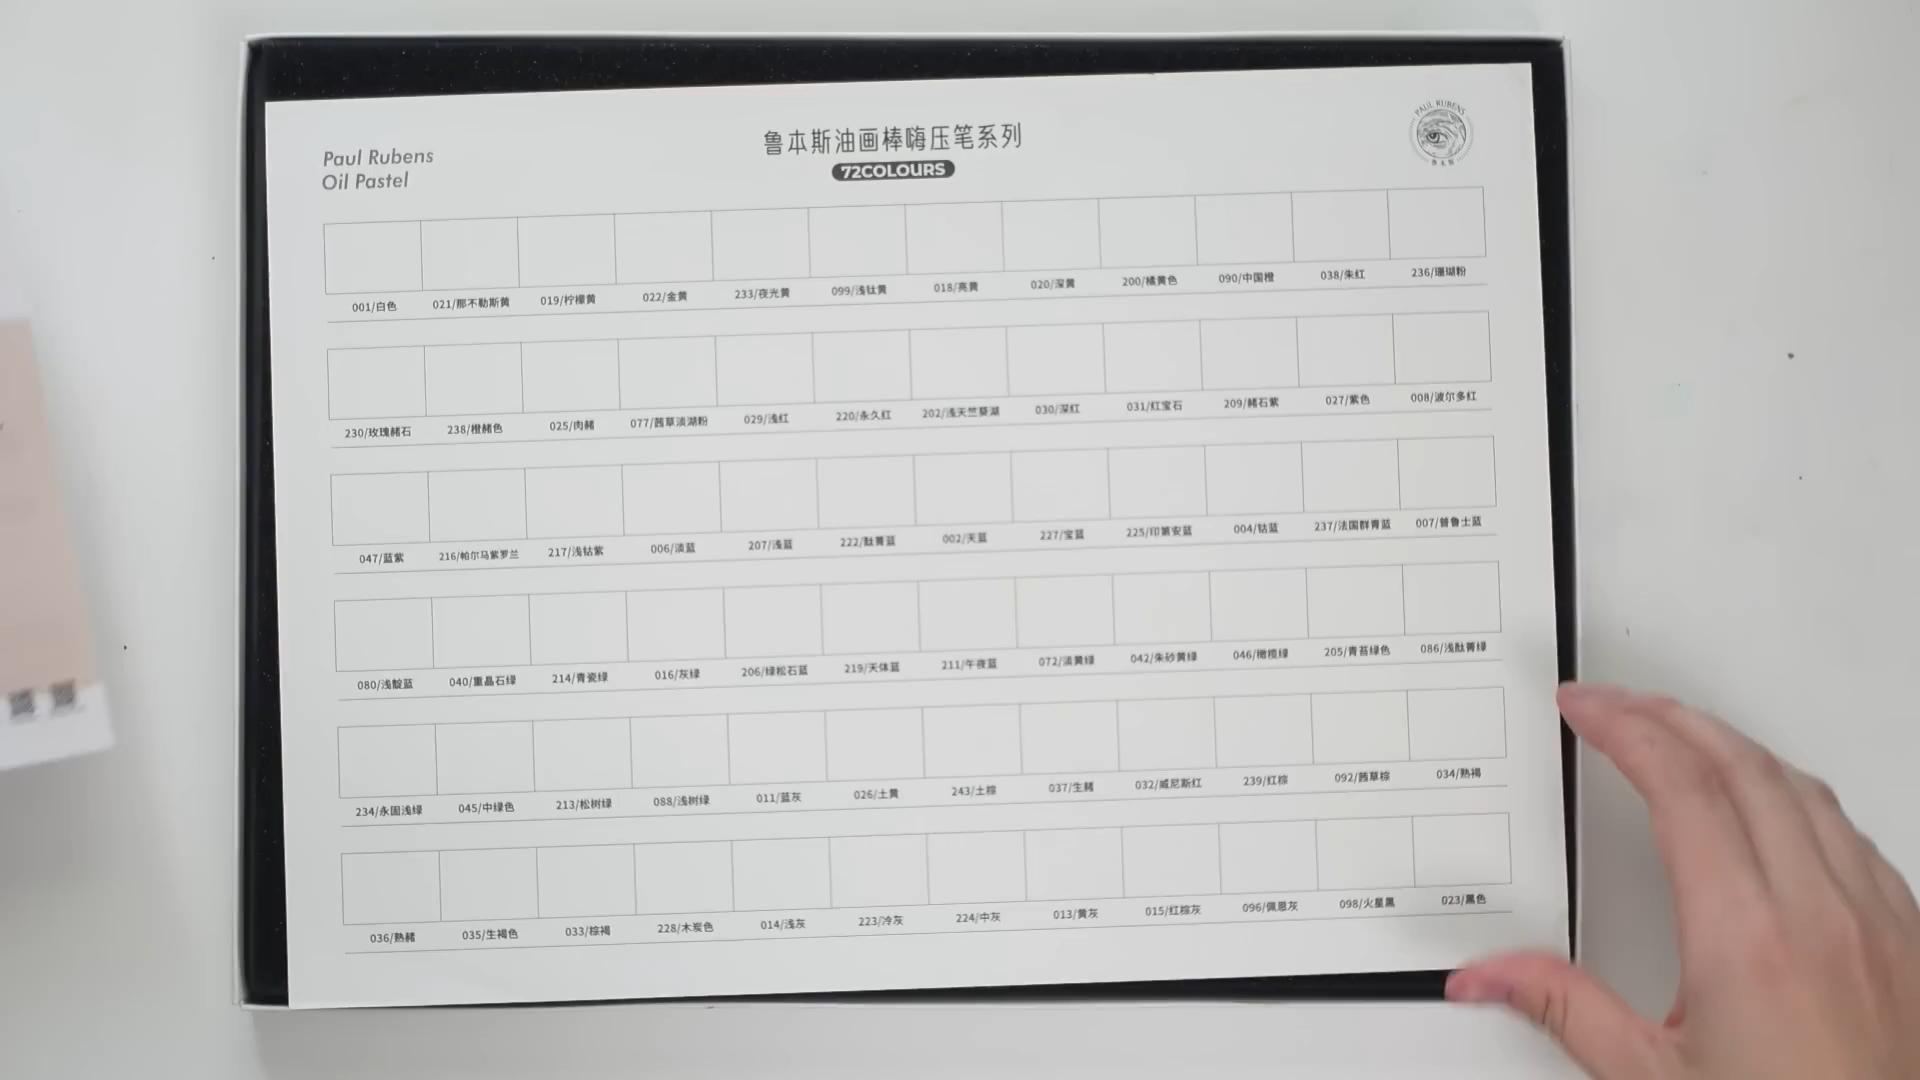 Paul Rubens
Oil Pastel
鲁本斯油画棒嗨压笔系列
72COLOURS
PAUL RUBENS
鲁本斯
001/白色 021/那不勒斯黄 019/柠檬黄 022/金黄 233/夜光黄 099/浅钛黄 018/亮黄 020/深黄 200/橘黄色 090/中国橙 038/朱红 236/珊瑚粉
230/玫瑰赭石 238/橙赭色 025/肉赭 077/茜草淡湖粉 029/浅红 220/永久红 202/浅天竺葵湖 030/深红 031/红宝石 209/赭石紫 027/紫色 008/波尔多红
047/蓝紫 216/帕尔马紫罗兰 217/浅钴紫 006/淡蓝 207/浅蓝 222/酞菁蓝 002/天蓝 227/宝蓝 225/印第安蓝 004/钴蓝 237/法国群青蓝 007/普鲁士蓝
080/浅靛蓝 040/重晶石绿 214/青瓷绿 016/灰绿 206/绿松石蓝 219/天体蓝 211/午夜蓝 072/淡黄绿 042/朱砂黄绿 046/橄榄绿 205/青苔绿色 086/浅酞菁绿
234/永固浅绿 045/中绿色 213/松树绿 088/浅树绿 011/蓝灰 026/土黄 243/土棕 037/生赭 032/威尼斯红 239/红棕 092/茜草棕 034/熟褐
036/熟赭 035/生褐色 033/棕褐 228/木炭色 014/浅灰 223/冷灰 224/中灰 013/黄灰 015/红棕灰 096/佩恩灰 098/火星黑 023/黑色